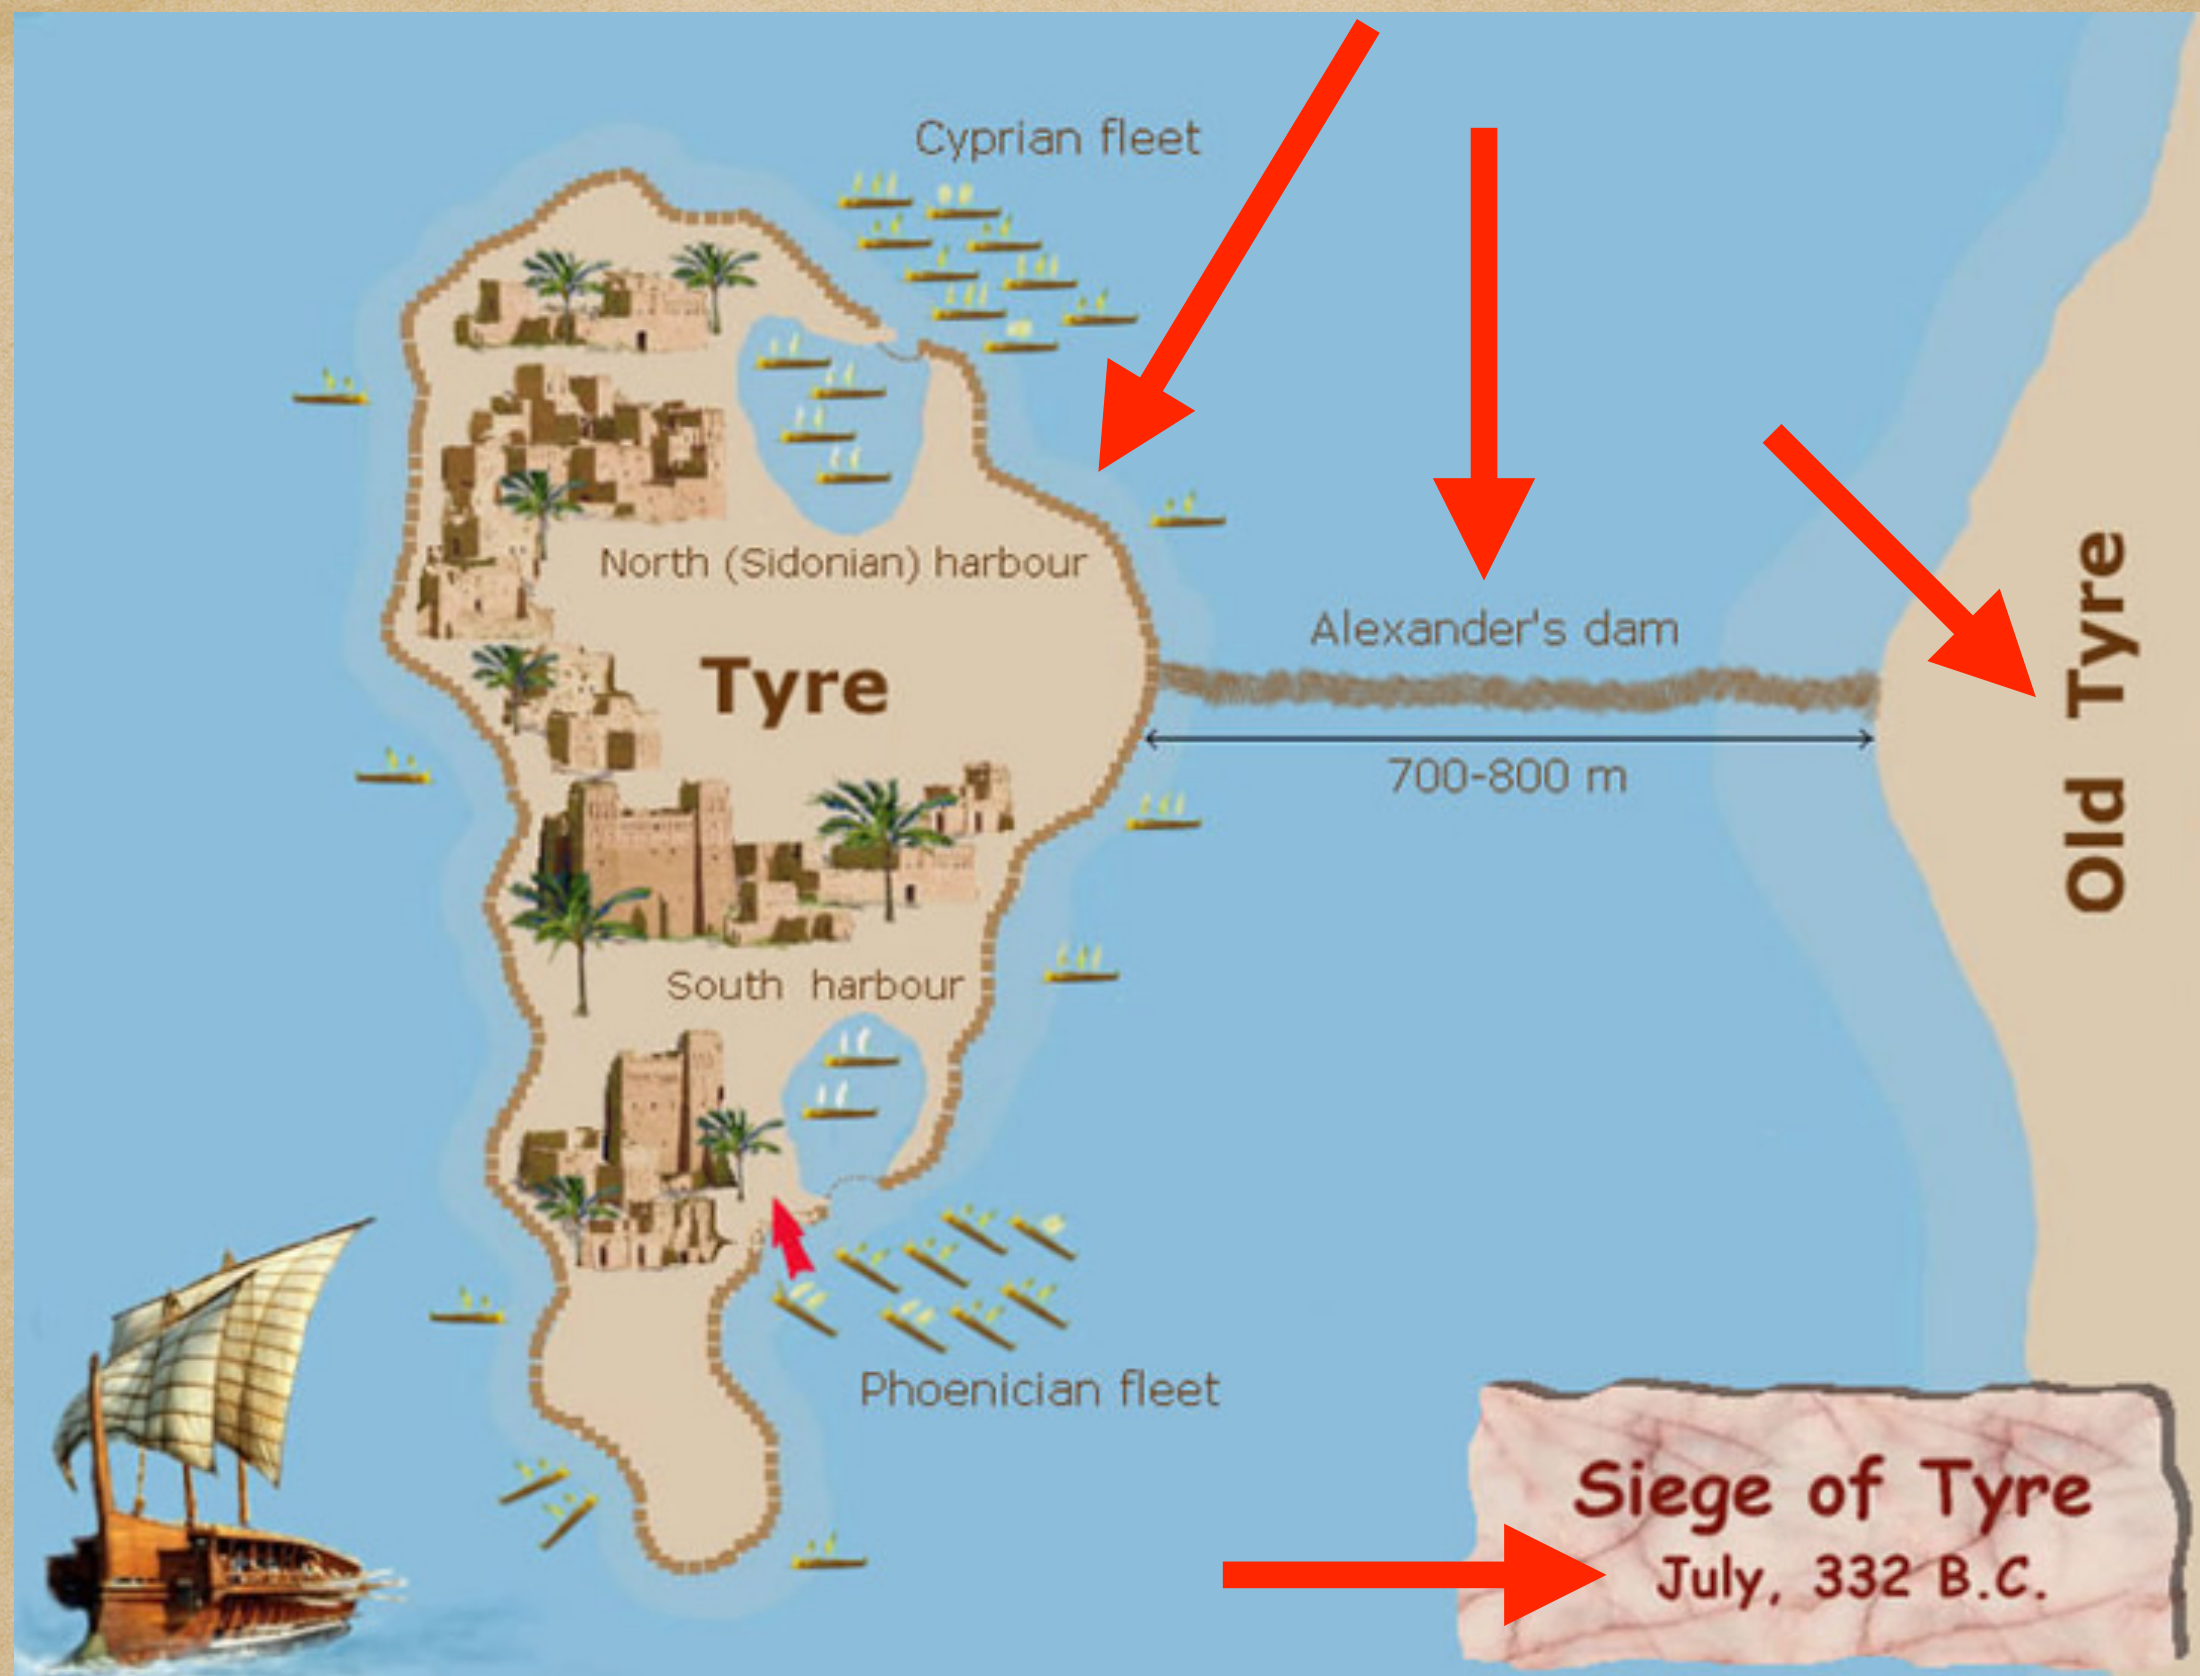 Cyprian fleet
North (Sidonian) harbour
Alexander's dam
Tyre
700-800 m
Old Tyre
South harbour
Phoenician fleet
Siege of Tyre
July, 332 B.C.